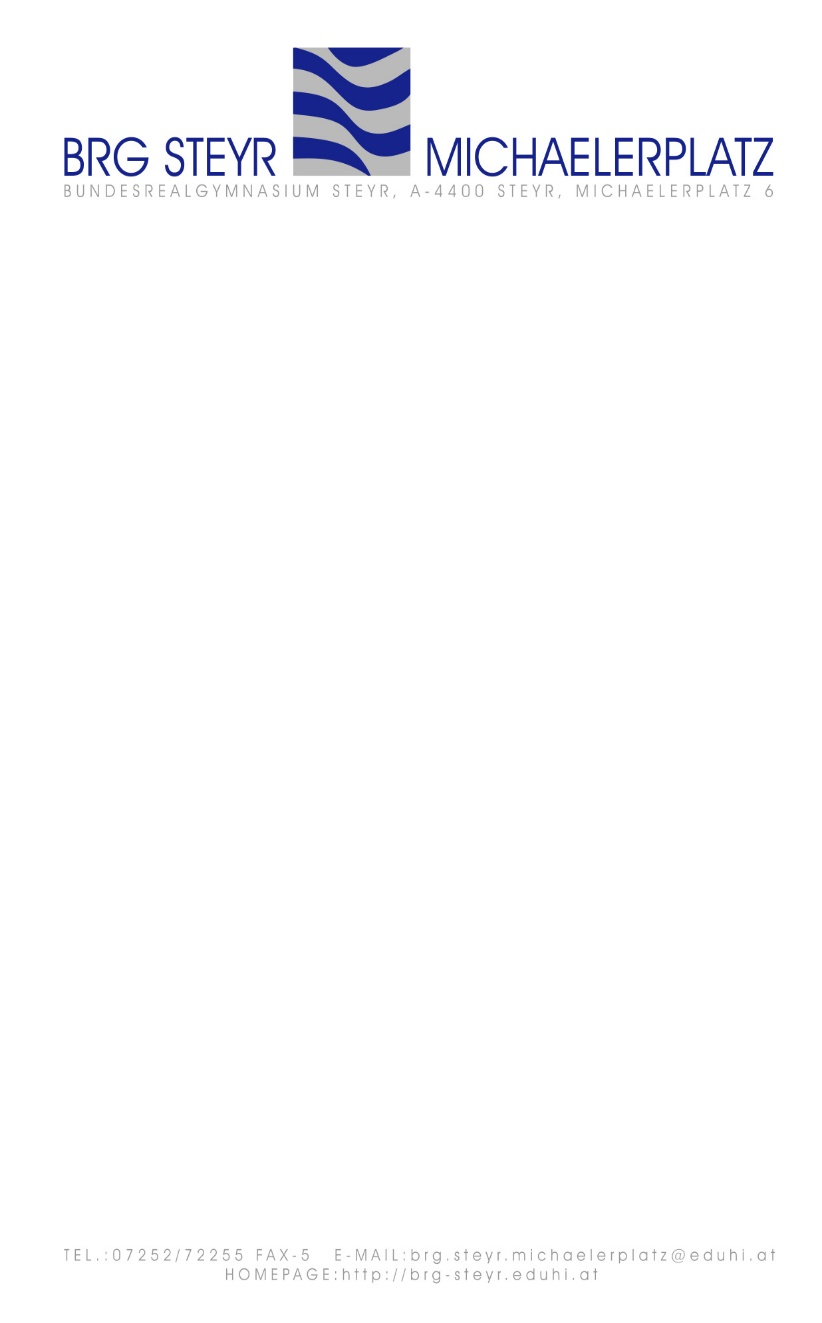 BRG STEYR MICHAELERPLATZ
BUNDESREALGYMNASIUM STEYR, A-4400 STEYR, MICHAELERPLATZ 6
TEL.:07252/72255 FAX-5 E-MAIL:brg.steyr.michaelerplatz@eduhi.at
HOMEPAGE:http://brg-steyr.eduhi.at